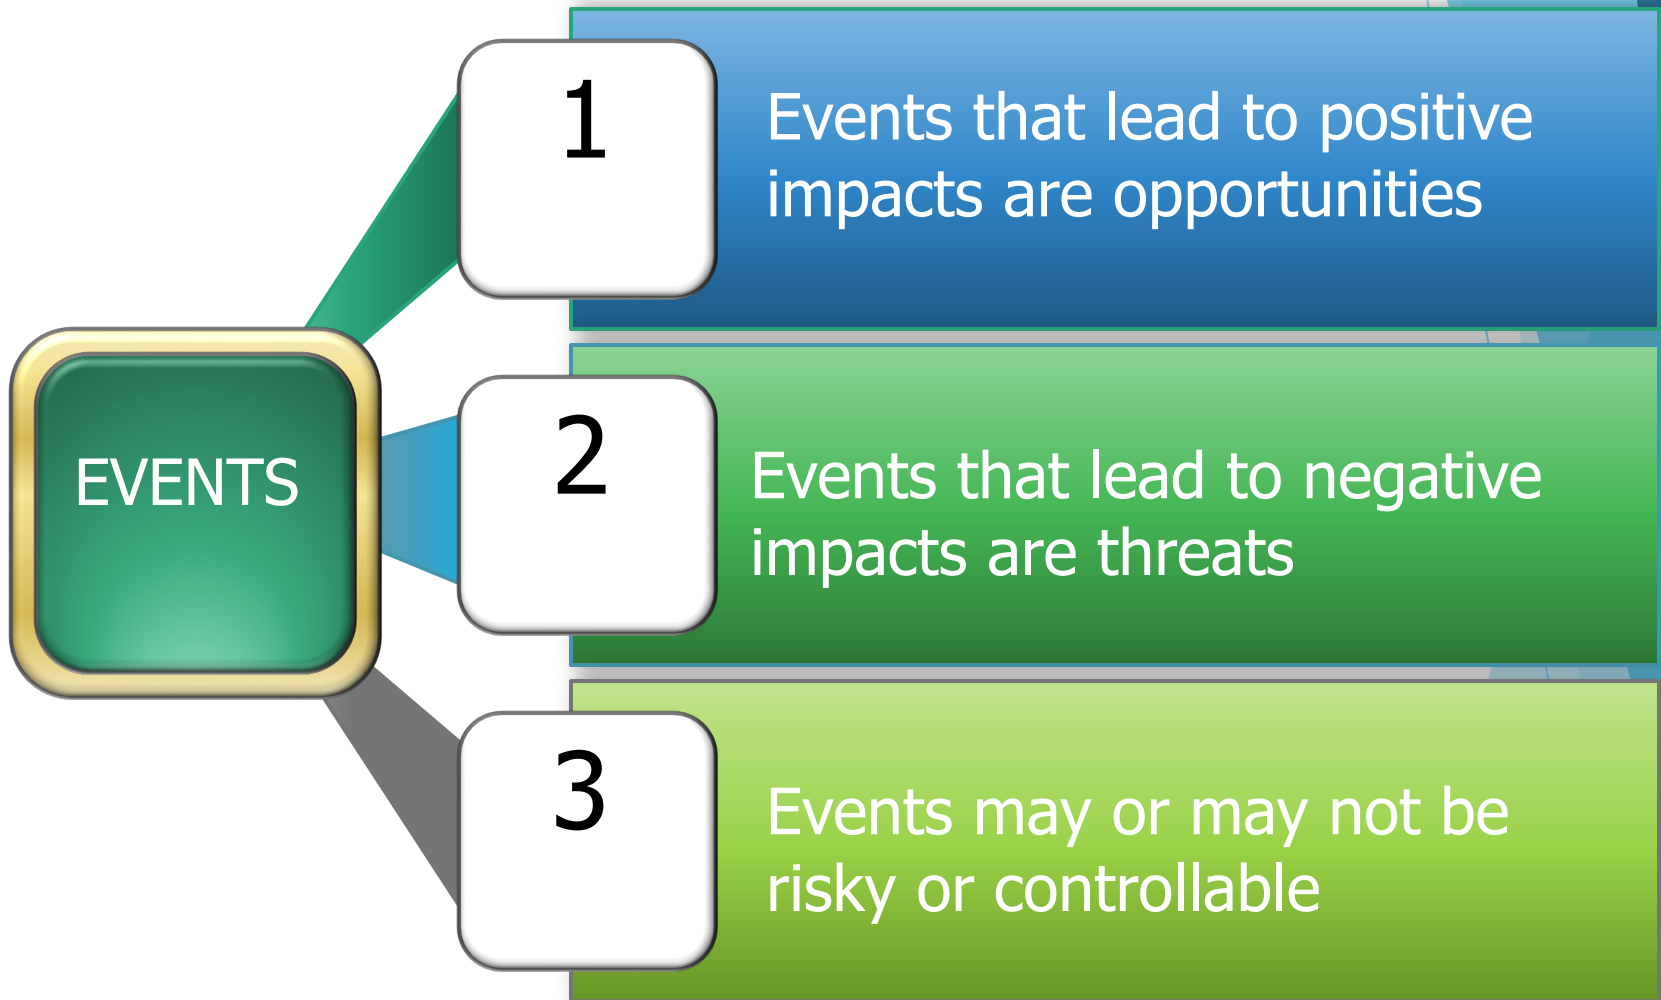 EVENTS
1
Events that lead to positive
impacts are opportunities
2
Events that lead to negative
impacts are threats
3
Events may or may not be
risky or controllable